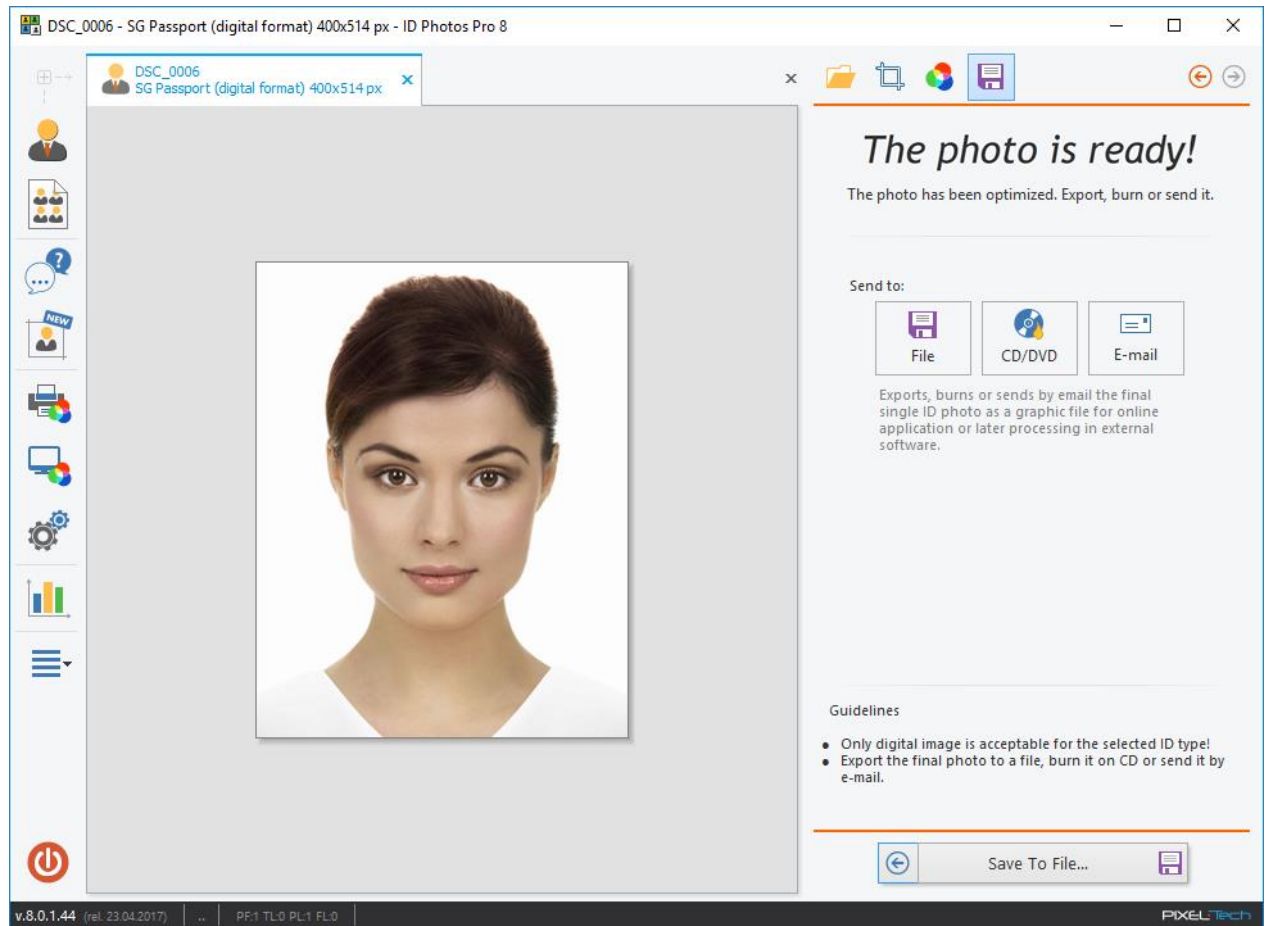 DSC_0006 - SG Passport (digital format) 400x514 px - ID Photos Pro 8
DSC_0006
SG Passport (digital format) 400x514 px
?
...
NEW
The photo is ready!
The photo has been optimized. Export, burn or send it.
Send to:
File
CD/DVD
E-mail
Exports, burns or sends by email the final
single ID photo as a graphic file for online
application or later processing in external
software.
Guidelines
• Only digital image is acceptable for the selected ID type!
• Export the final photo to a file, burn it on CD or send it by
e-mail.
Save To File...
v.8.0.1.44 (rel. 23.04.2017) .. PF:1 TL:0 PL:1 FL:0
PIXELTech